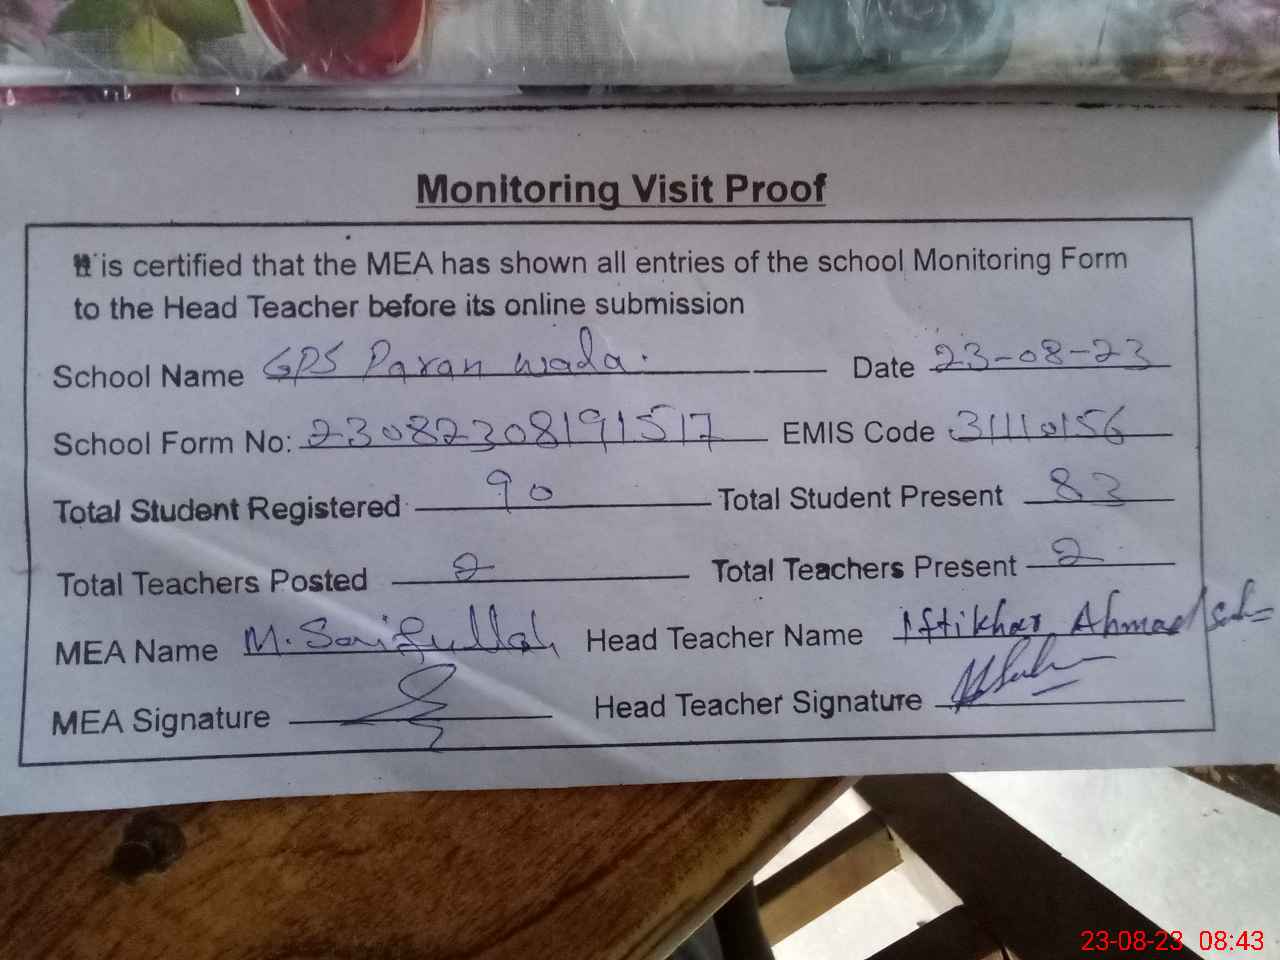 Monitoring Visit Proof
It is certified that the MEA has shown all entries of the school Monitoring Form
to the Head Teacher before its online submission
School Name GPS Paran wala. Date 23-08-23
School Form No: 23082308191517 EMIS Code 31110156
Total Student Registered 90 Total Student Present 83
Total Teachers Posted 2 Total Teachers Present 2
MEA Name M. Saifullah Head Teacher Name Iftikhar Ahmad
MEA Signature Head Teacher Signature
23-08-23 08:43